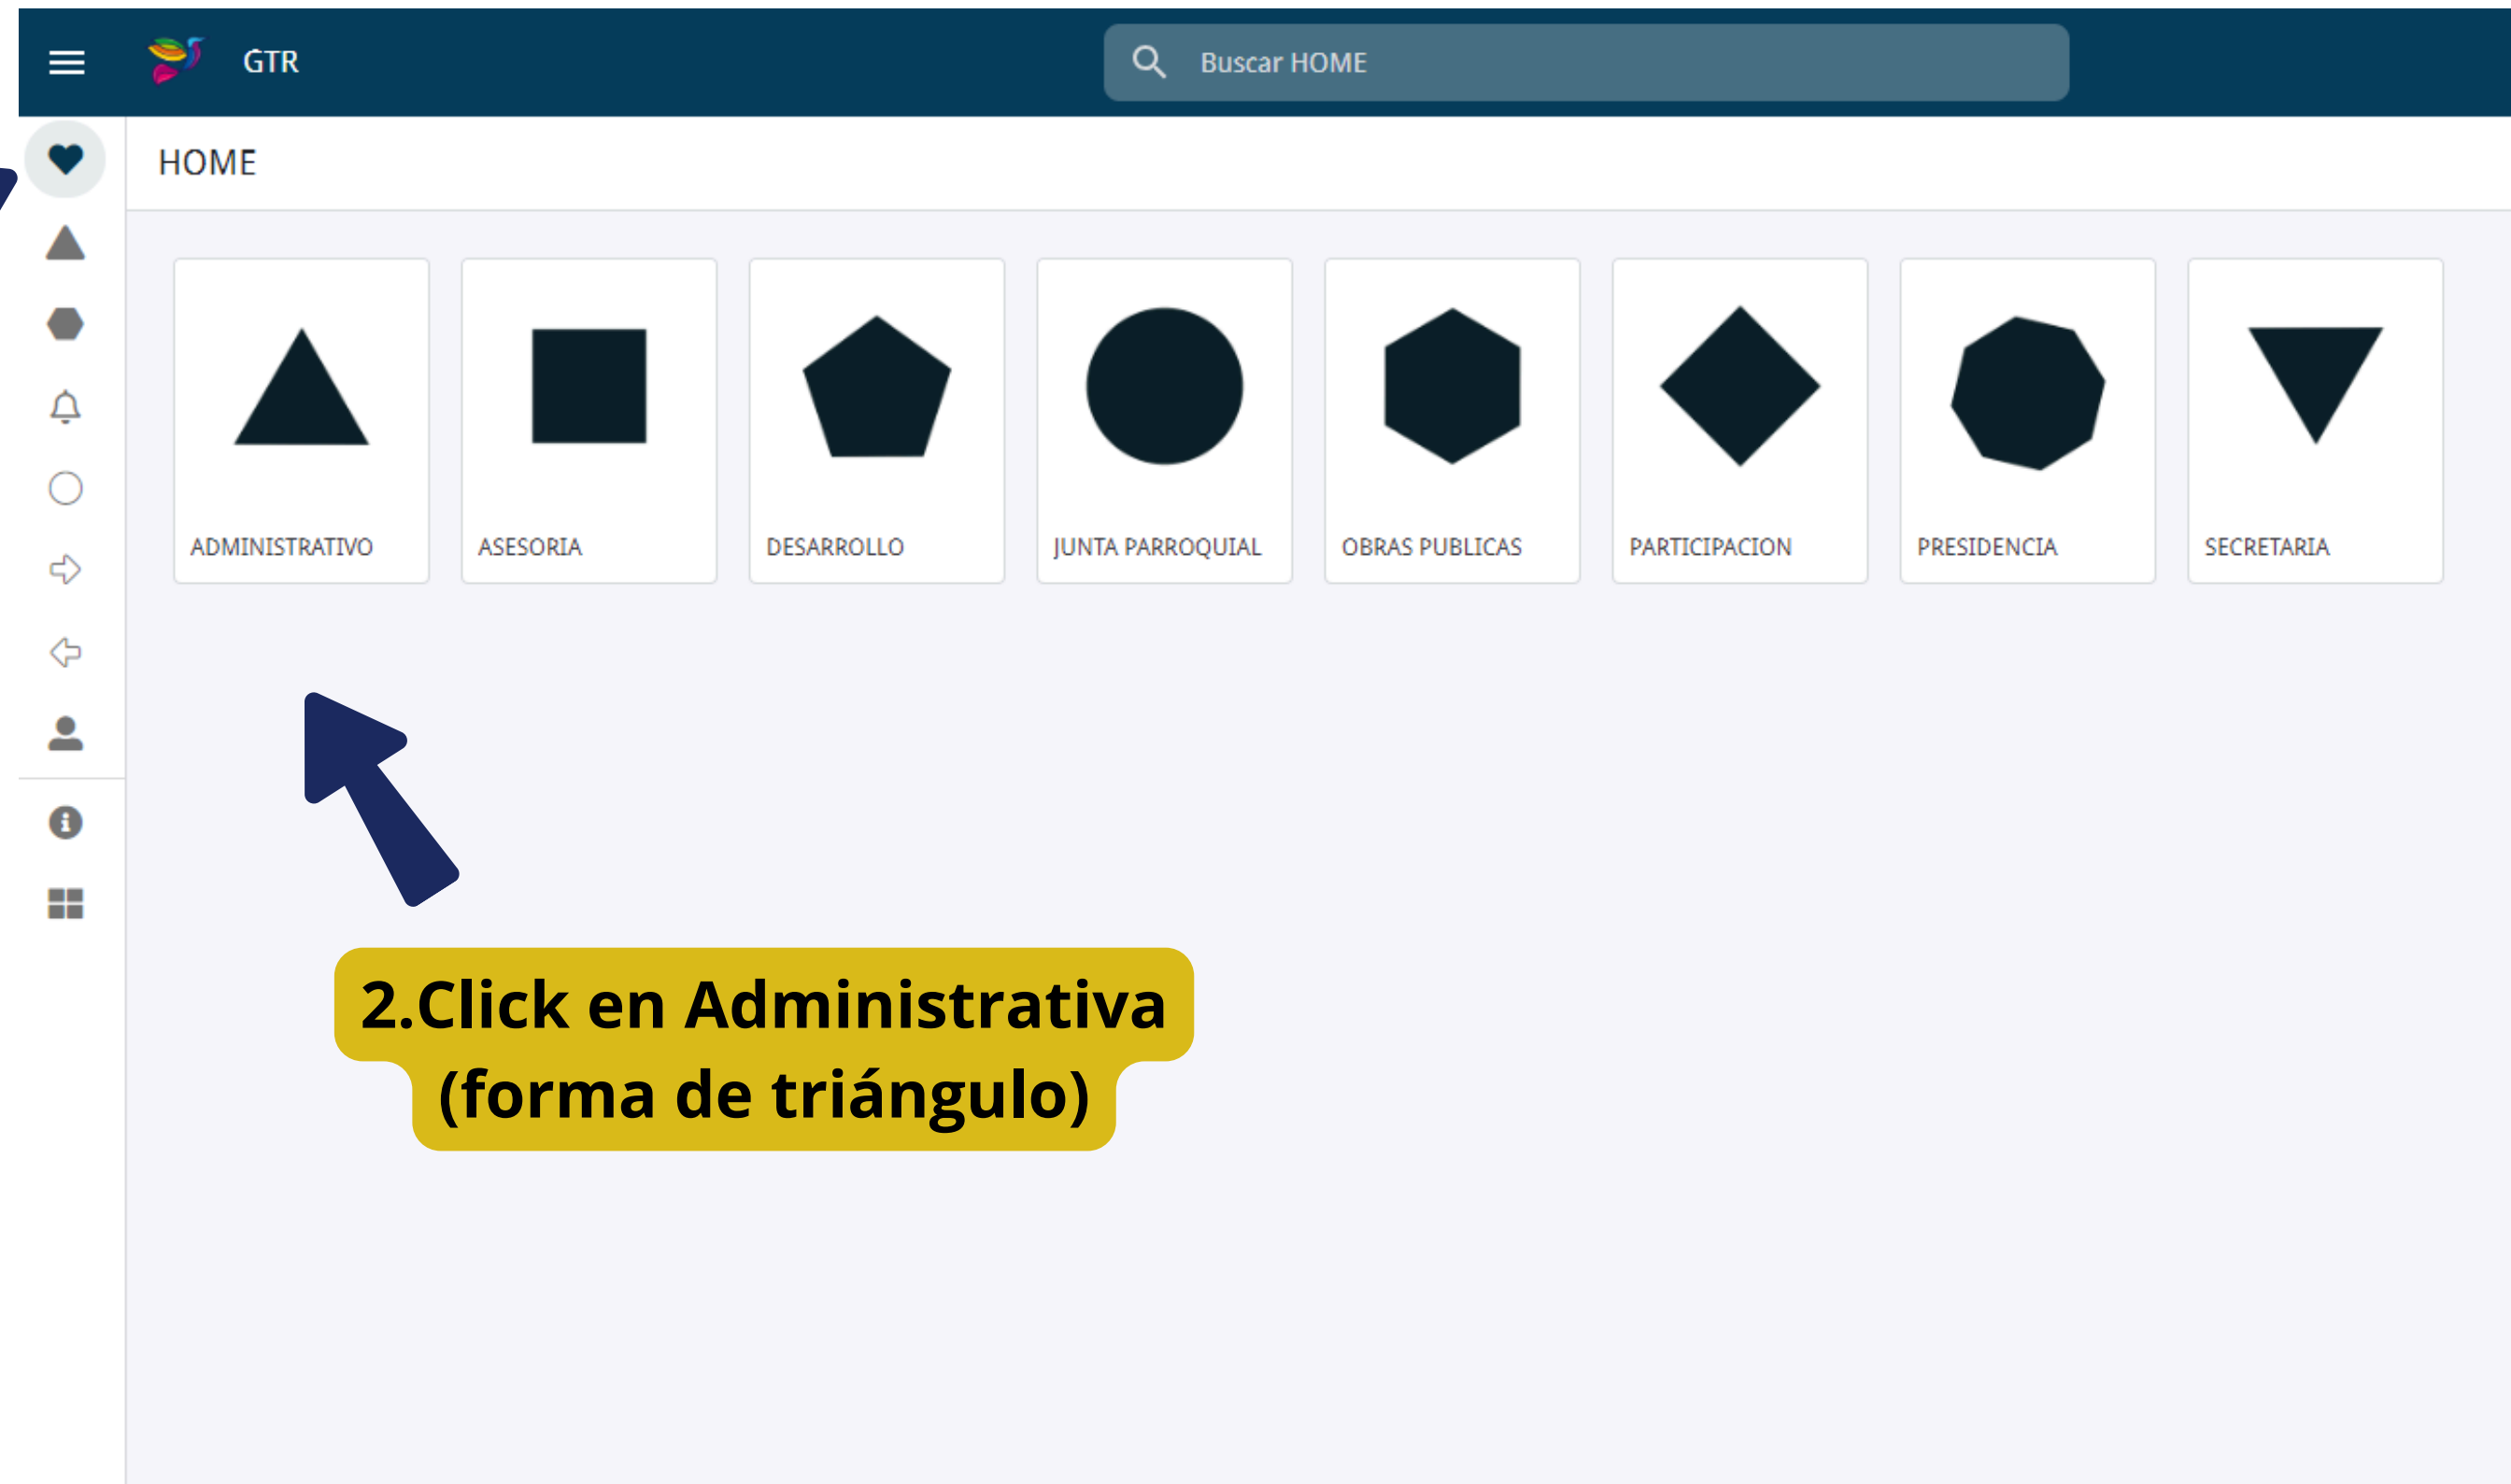 GTR
Buscar HOME
HOME
ADMINISTRATIVO
ASESORIA
DESARROLLO
JUNTA PARROQUIAL
OBRAS PUBLICAS
PARTICIPACION
PRESIDENCIA
SECRETARIA
2.Click en Administrativa
(forma de triángulo)